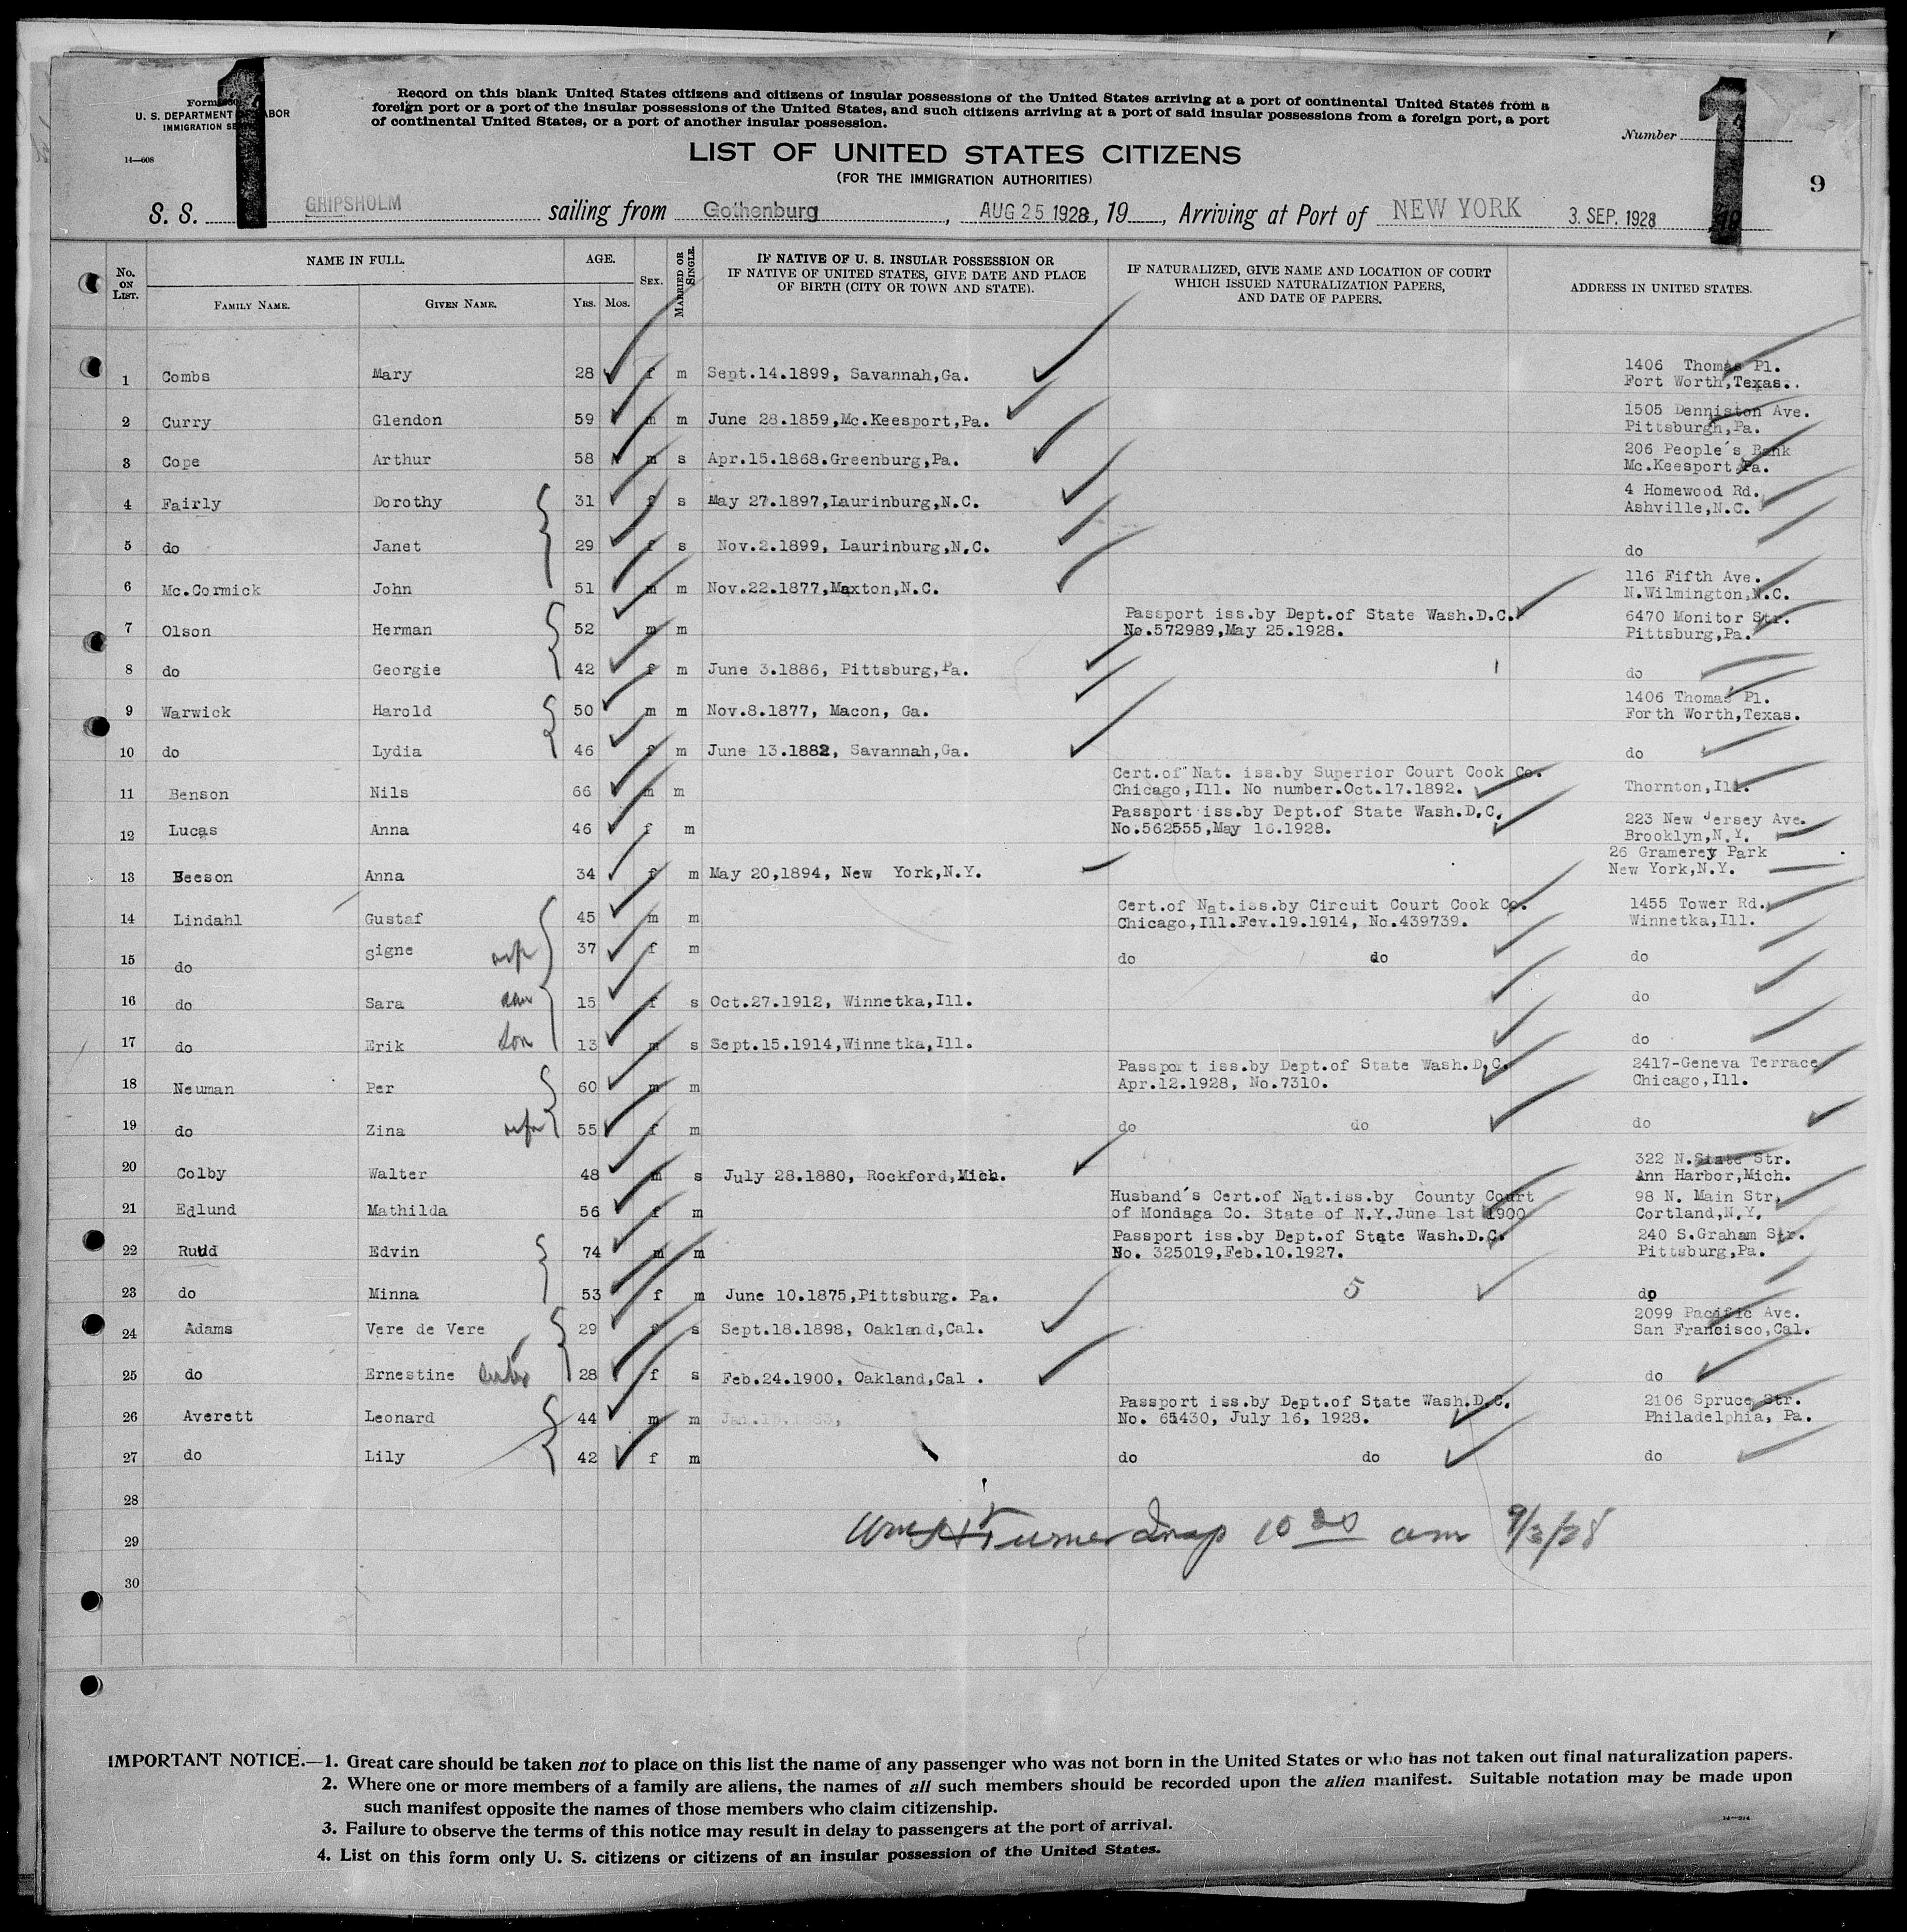 Form
U. S. DEPARTMENT OF LABOR
IMMIGRATION
14—608
Record on this blank United States citizens and citizens of insular possessions of the United States arriving at a port of continental United States from a
foreign port or a port of the insular possessions of the United States, and such citizens arriving at a port of said insular possessions from a foreign port, a port
of continental United States, or a port of another insular possession.
LIST OF UNITED STATES CITIZENS
(FOR THE IMMIGRATION AUTHORITIES)
Number
1
1
9
S. S. GRIPSHOLM sailing from Gothenburg, AUG 25 1928, 19, Arriving at Port of NEW YORK 3. SEP. 1928
No. ON LIST. NAME IN FULL. AGE. SEX. MARRIED OR SINGLE.
FAMILY NAME. GIVEN NAME. YRS. MOS.
IF NATIVE OF U. S. INSULAR POSSESSION OR
IF NATIVE OF UNITED STATES, GIVE DATE AND PLACE
OF BIRTH (CITY OR TOWN AND STATE).
IF NATURALIZED, GIVE NAME AND LOCATION OF COURT
WHICH ISSUED NATURALIZATION PAPERS,
AND DATE OF PAPERS.
ADDRESS IN UNITED STATES.
1 Combs Mary 28 f m Sept.14.1899, Savannah,Ga. 1406 Thomas Pl.
Fort Worth,Texas..
2 Curry Glendon 59 m m June 28.1859,Mc.Keesport,Pa. 1505 Denniston Ave.
Pittsburgh,Pa.
3 Cope Arthur 58 m s Apr.15.1868.Greenburg,Pa. 206 People's Bank
Mc.Keesport,Pa.
4 Fairly Dorothy 31 f s May 27.1897,Laurinburg,N.C. 4 Homewood Rd.
Ashville,N.C.
5 do Janet 29 f s Nov.2.1899, Laurinburg,N.C. do
6 Mc.Cormick John 51 m m Nov.22.1877,Maxton,N.C. 116 Fifth Ave.
N.Wilmington,N.C.
7 Olson Herman 52 m m Passport iss.by Dept.of State Wash.D.C. 6470 Monitor Str.
No.572989,May 25.1928. Pittsburg,Pa.
8 do Georgie 42 f m June 3.1886, Pittsburg,Pa. do
9 Warwick Harold 50 m m Nov.8.1877, Macon, Ga. 1406 Thomas Pl.
Forth Worth,Texas.
10 do Lydia 46 f m June 13.1882, Savannah,Ga. do
11 Benson Nils 66 m m Cert.of Nat. iss.by Superior Court Cook Co. Thornton,Ill.
Chicago,Ill. No number.Oct.17.1892.
12 Lucas Anna 46 f m Passport iss.by Dept.of State Wash.D.C. 223 New Jersey Ave.
No.562555,May 16.1928. Brooklyn,N.Y.
13 Beeson Anna 34 f m May 20,1894, New York,N.Y. 26 Gramerey Park
New York,N.Y.
14 Lindahl Gustaf 45 m m Cert.of Nat.iss.by Circuit Court Cook Co. 1455 Tower Rd.
Chicago,Ill.Fev.19.1914, No.439739. Winnetka,Ill.
15 do Signe wife 37 f m do do do
16 do Sara dau 15 f s Oct.27.1912, Winnetka,Ill. do
17 do Erik Son 13 m s Sept.15.1914,Winnetka,Ill. do
18 Neuman Per 60 m m Passport iss.by Dept.of State Wash.D.C. 2417-Geneva Terrace
Apr.12.1928, No.7310. Chicago,Ill.
19 do Zina wife 55 f m do do do
20 Colby Walter 48 m s July 28.1880, Rockford,Mich. 322 N.State Str.
Ann Harbor,Mich.
21 Edlund Mathilda 56 f m Husband's Cert.of Nat.iss.by County Court 98 N. Main Str.
of Mondaga Co. State of N.Y.June 1st 1900 Cortland,N.Y.
22 Rudd Edvin 74 m m Passport iss.by Dept.of State Wash.D.C. 240 S.Graham Str.
No. 325019,Feb.10.1927. Pittsburg,Pa.
23 do Minna 53 f m June 10.1875,Pittsburg. Pa. 5 do
24 Adams Vere de Vere 29 f s Sept.18.1898, Oakland,Cal. 2099 Pacific Ave.
San Francisco,Cal.
25 do Ernestine sister 28 f s Feb.24.1900, Oakland,Cal . do
26 Averett Leonard 44 m m Passport iss.by Dept.of State Wash.D.C. 2106 Spruce Str.
No. 65430, July 16, 1928. Philadelphia, Pa.
27 do Lily 42 f m do do do
28
29
30
Wm H Turner Insp 10 20 am 9/3/28
IMPORTANT NOTICE.—1. Great care should be taken not to place on this list the name of any passenger who was not born in the United States or who has not taken out final naturalization papers.
2. Where one or more members of a family are aliens, the names of all such members should be recorded upon the alien manifest. Suitable notation may be made upon
such manifest opposite the names of those members who claim citizenship.
14—214
3. Failure to observe the terms of this notice may result in delay to passengers at the port of arrival.
4. List on this form only U. S. citizens or citizens of an insular possession of the United States.